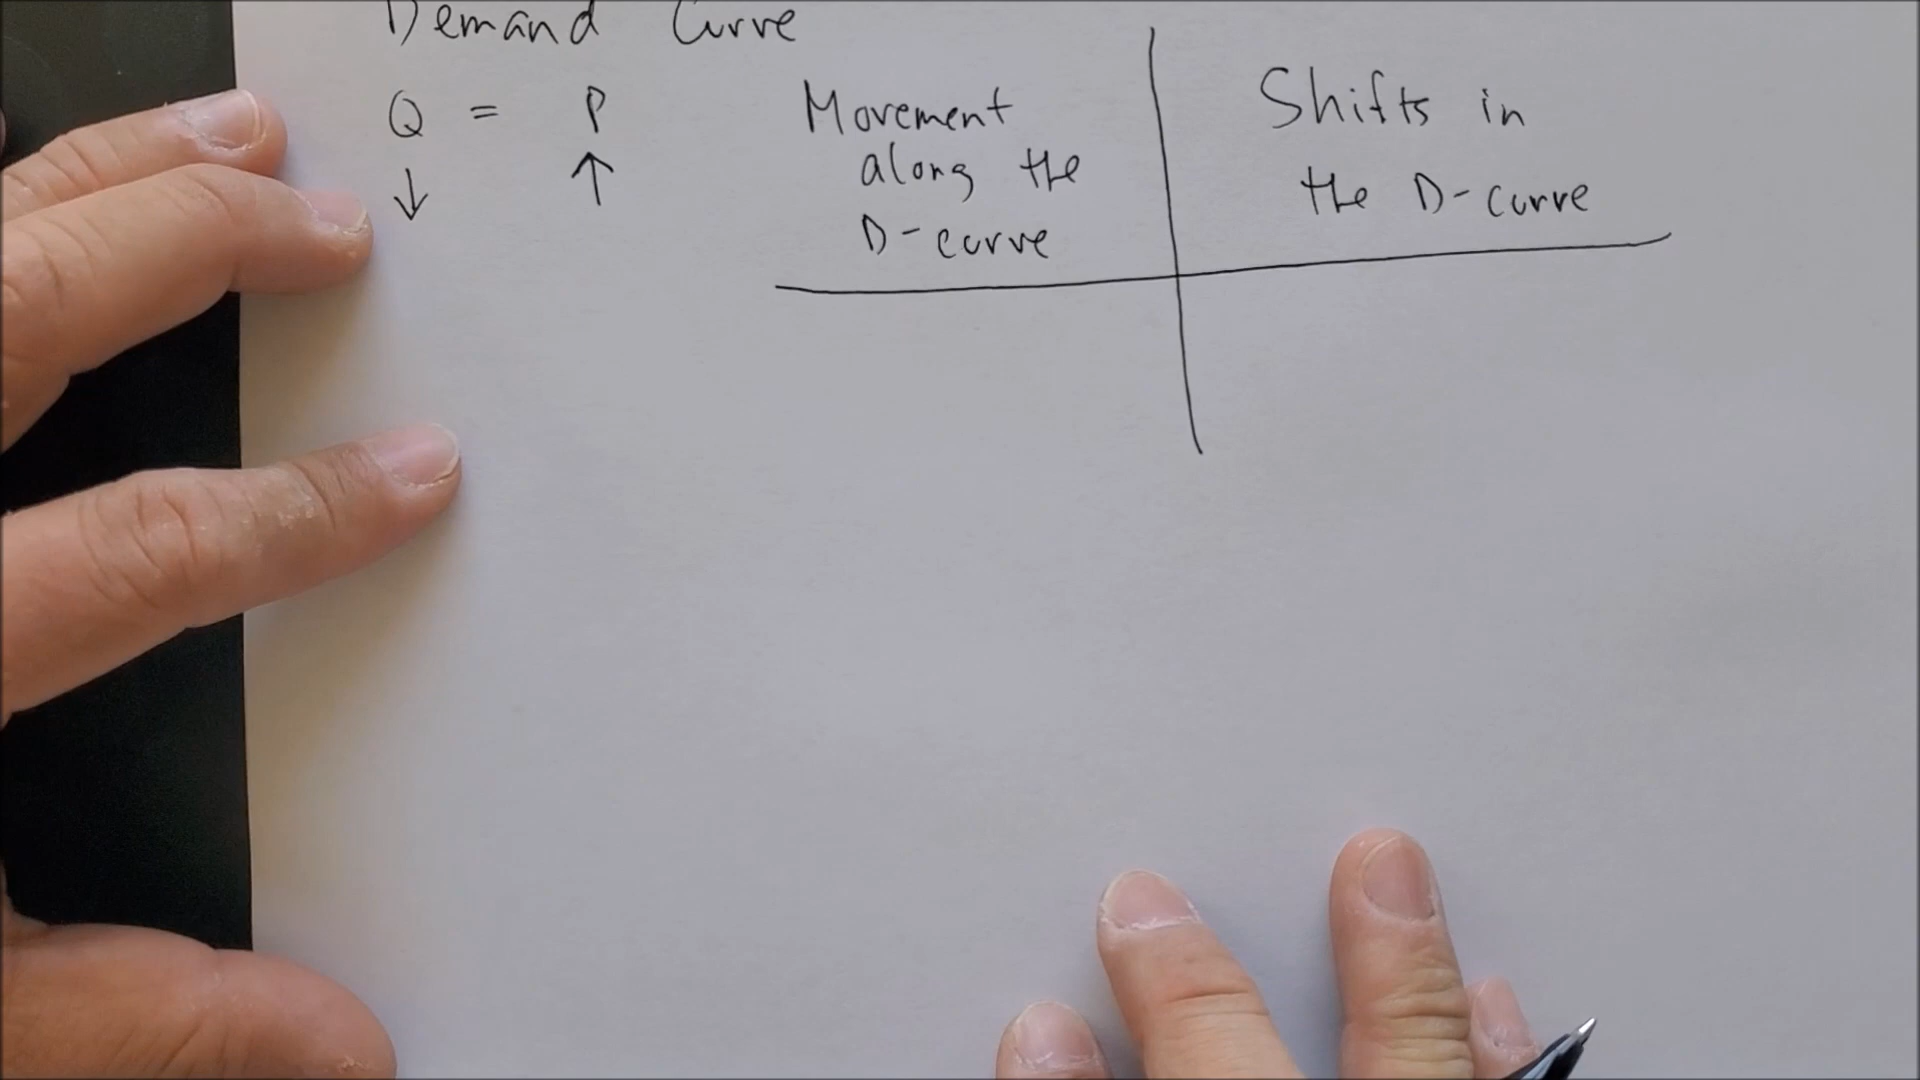 Demand Curve
Q = P
↓ ↑
Movement
along the
D-curve
Shifts in
the D-curve